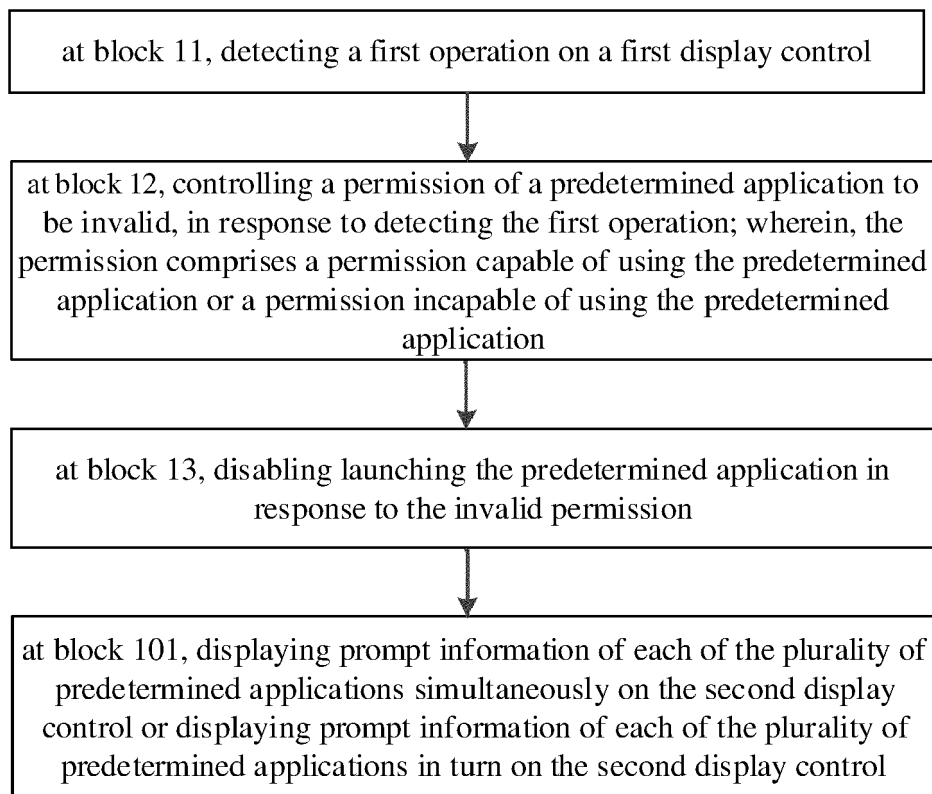 at block 11, detecting a first operation on a first display control
at block 12, controlling a permission of a predetermined application to
be invalid, in response to detecting the first operation; wherein, the
permission comprises a permission capable of using the predetermined
application or a permission incapable of using the predetermined
application
at block 13, disabling launching the predetermined application in
response to the invalid permission
at block 101, displaying prompt information of each of the plurality of
predetermined applications simultaneously on the second display
control or displaying prompt information of each of the plurality of
predetermined applications in turn on the second display control